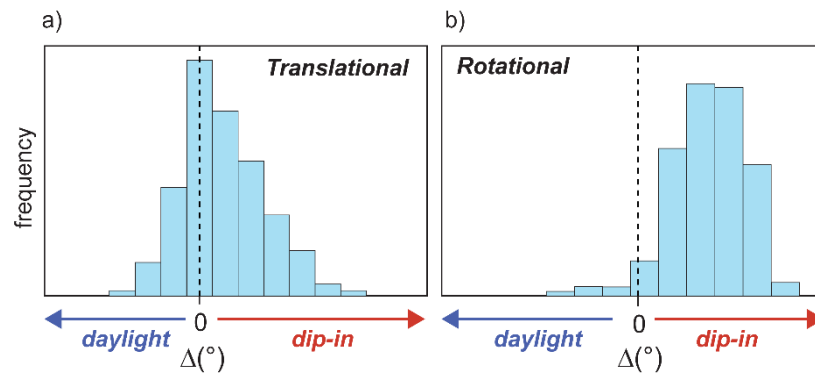 a)
Translational
frequency
0
daylight
dip-in
Δ(°)
b)
Rotational
0
daylight
dip-in
Δ(°)